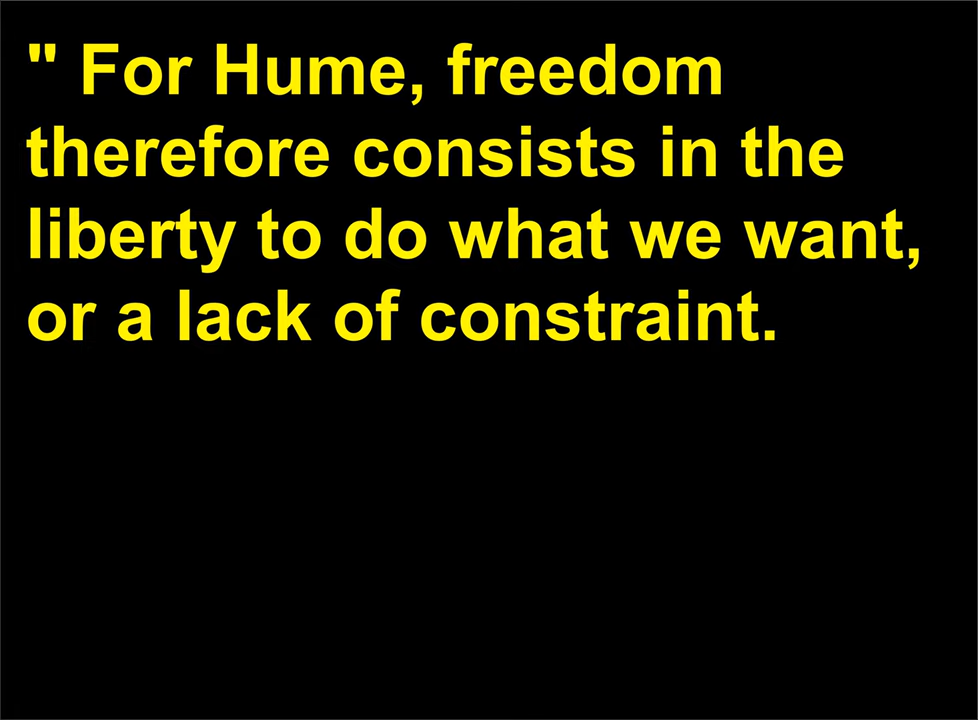 " For Hume, freedom
therefore consists in the
liberty to do what we want,
or a lack of constraint.